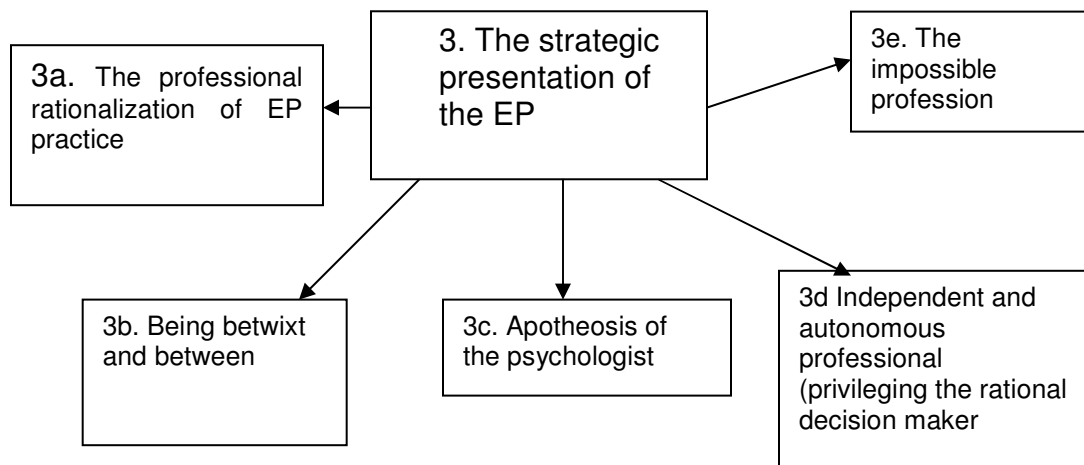 3. The strategic
presentation of
the EP
3a. The professional
rationalization of EP
practice
3e. The
impossible
profession
3b. Being betwixt
and between
3c. Apotheosis of
the psychologist
3d Independent and
autonomous
professional
(privileging the rational
decision maker